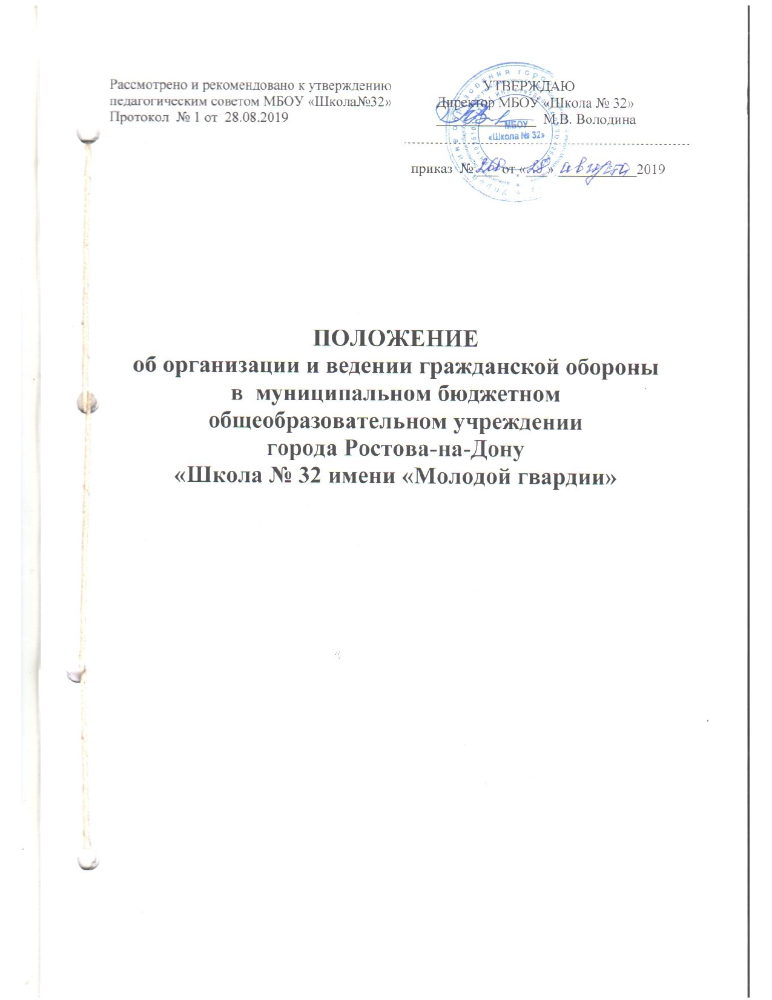 Рассмотрено и рекомендовано к утверждению
педагогическим советом МБОУ «Школа№32»
Протокол № 1 от 28.08.2019
УТВЕРЖДАЮ
Директор МБОУ «Школа № 32»
М.В. Володина
МБОУ
«Школа № 32»
приказ № 268 от «28» августа 2019
ПОЛОЖЕНИЕ
об организации и ведении гражданской обороны
в муниципальном бюджетном
общеобразовательном учреждении
города Ростова-на-Дону
«Школа № 32 имени «Молодой гвардии»